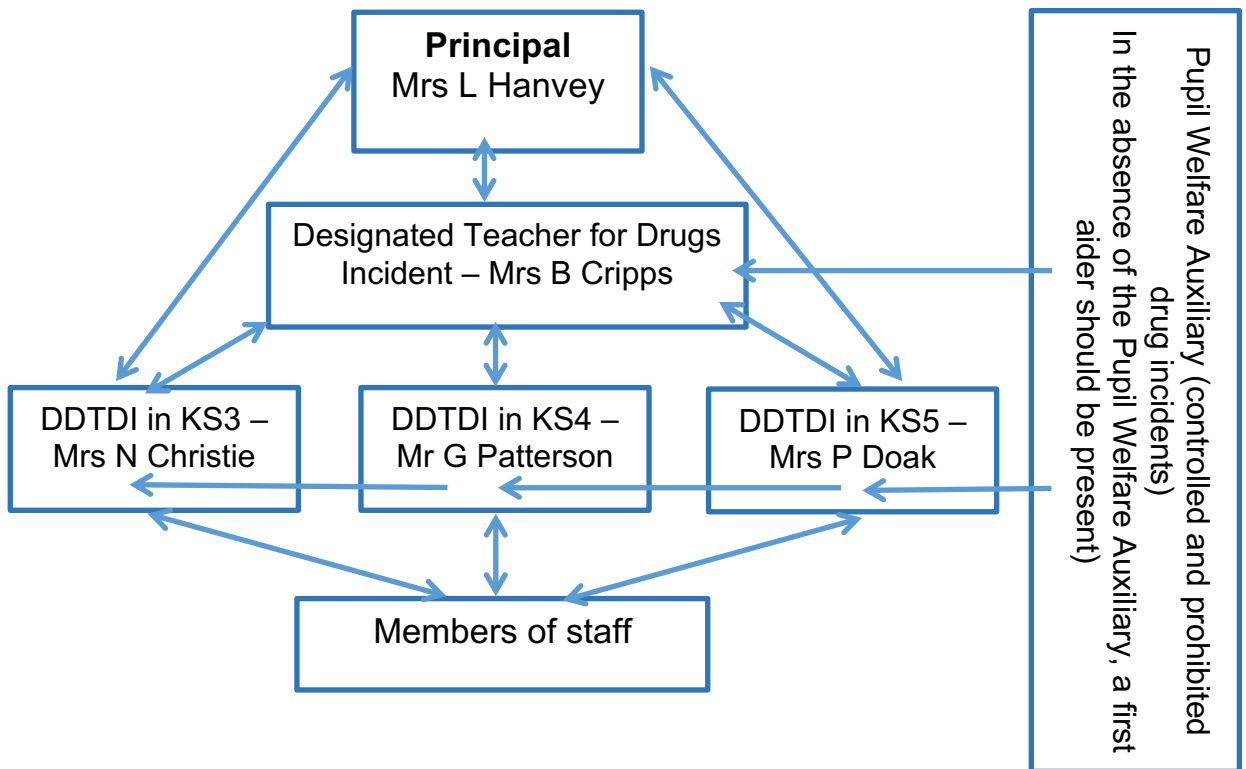 Principal
Mrs L Hanvey
Designated Teacher for Drugs
Incident – Mrs B Cripps
DDTDI in KS3 –
Mrs N Christie
DDTDI in KS4 –
Mr G Patterson
DDTDI in KS5 –
Mrs P Doak
Members of staff
Pupil Welfare Auxiliary (controlled and prohibited
drug incidents)
In the absence of the Pupil Welfare Auxiliary, a first
aider should be present)